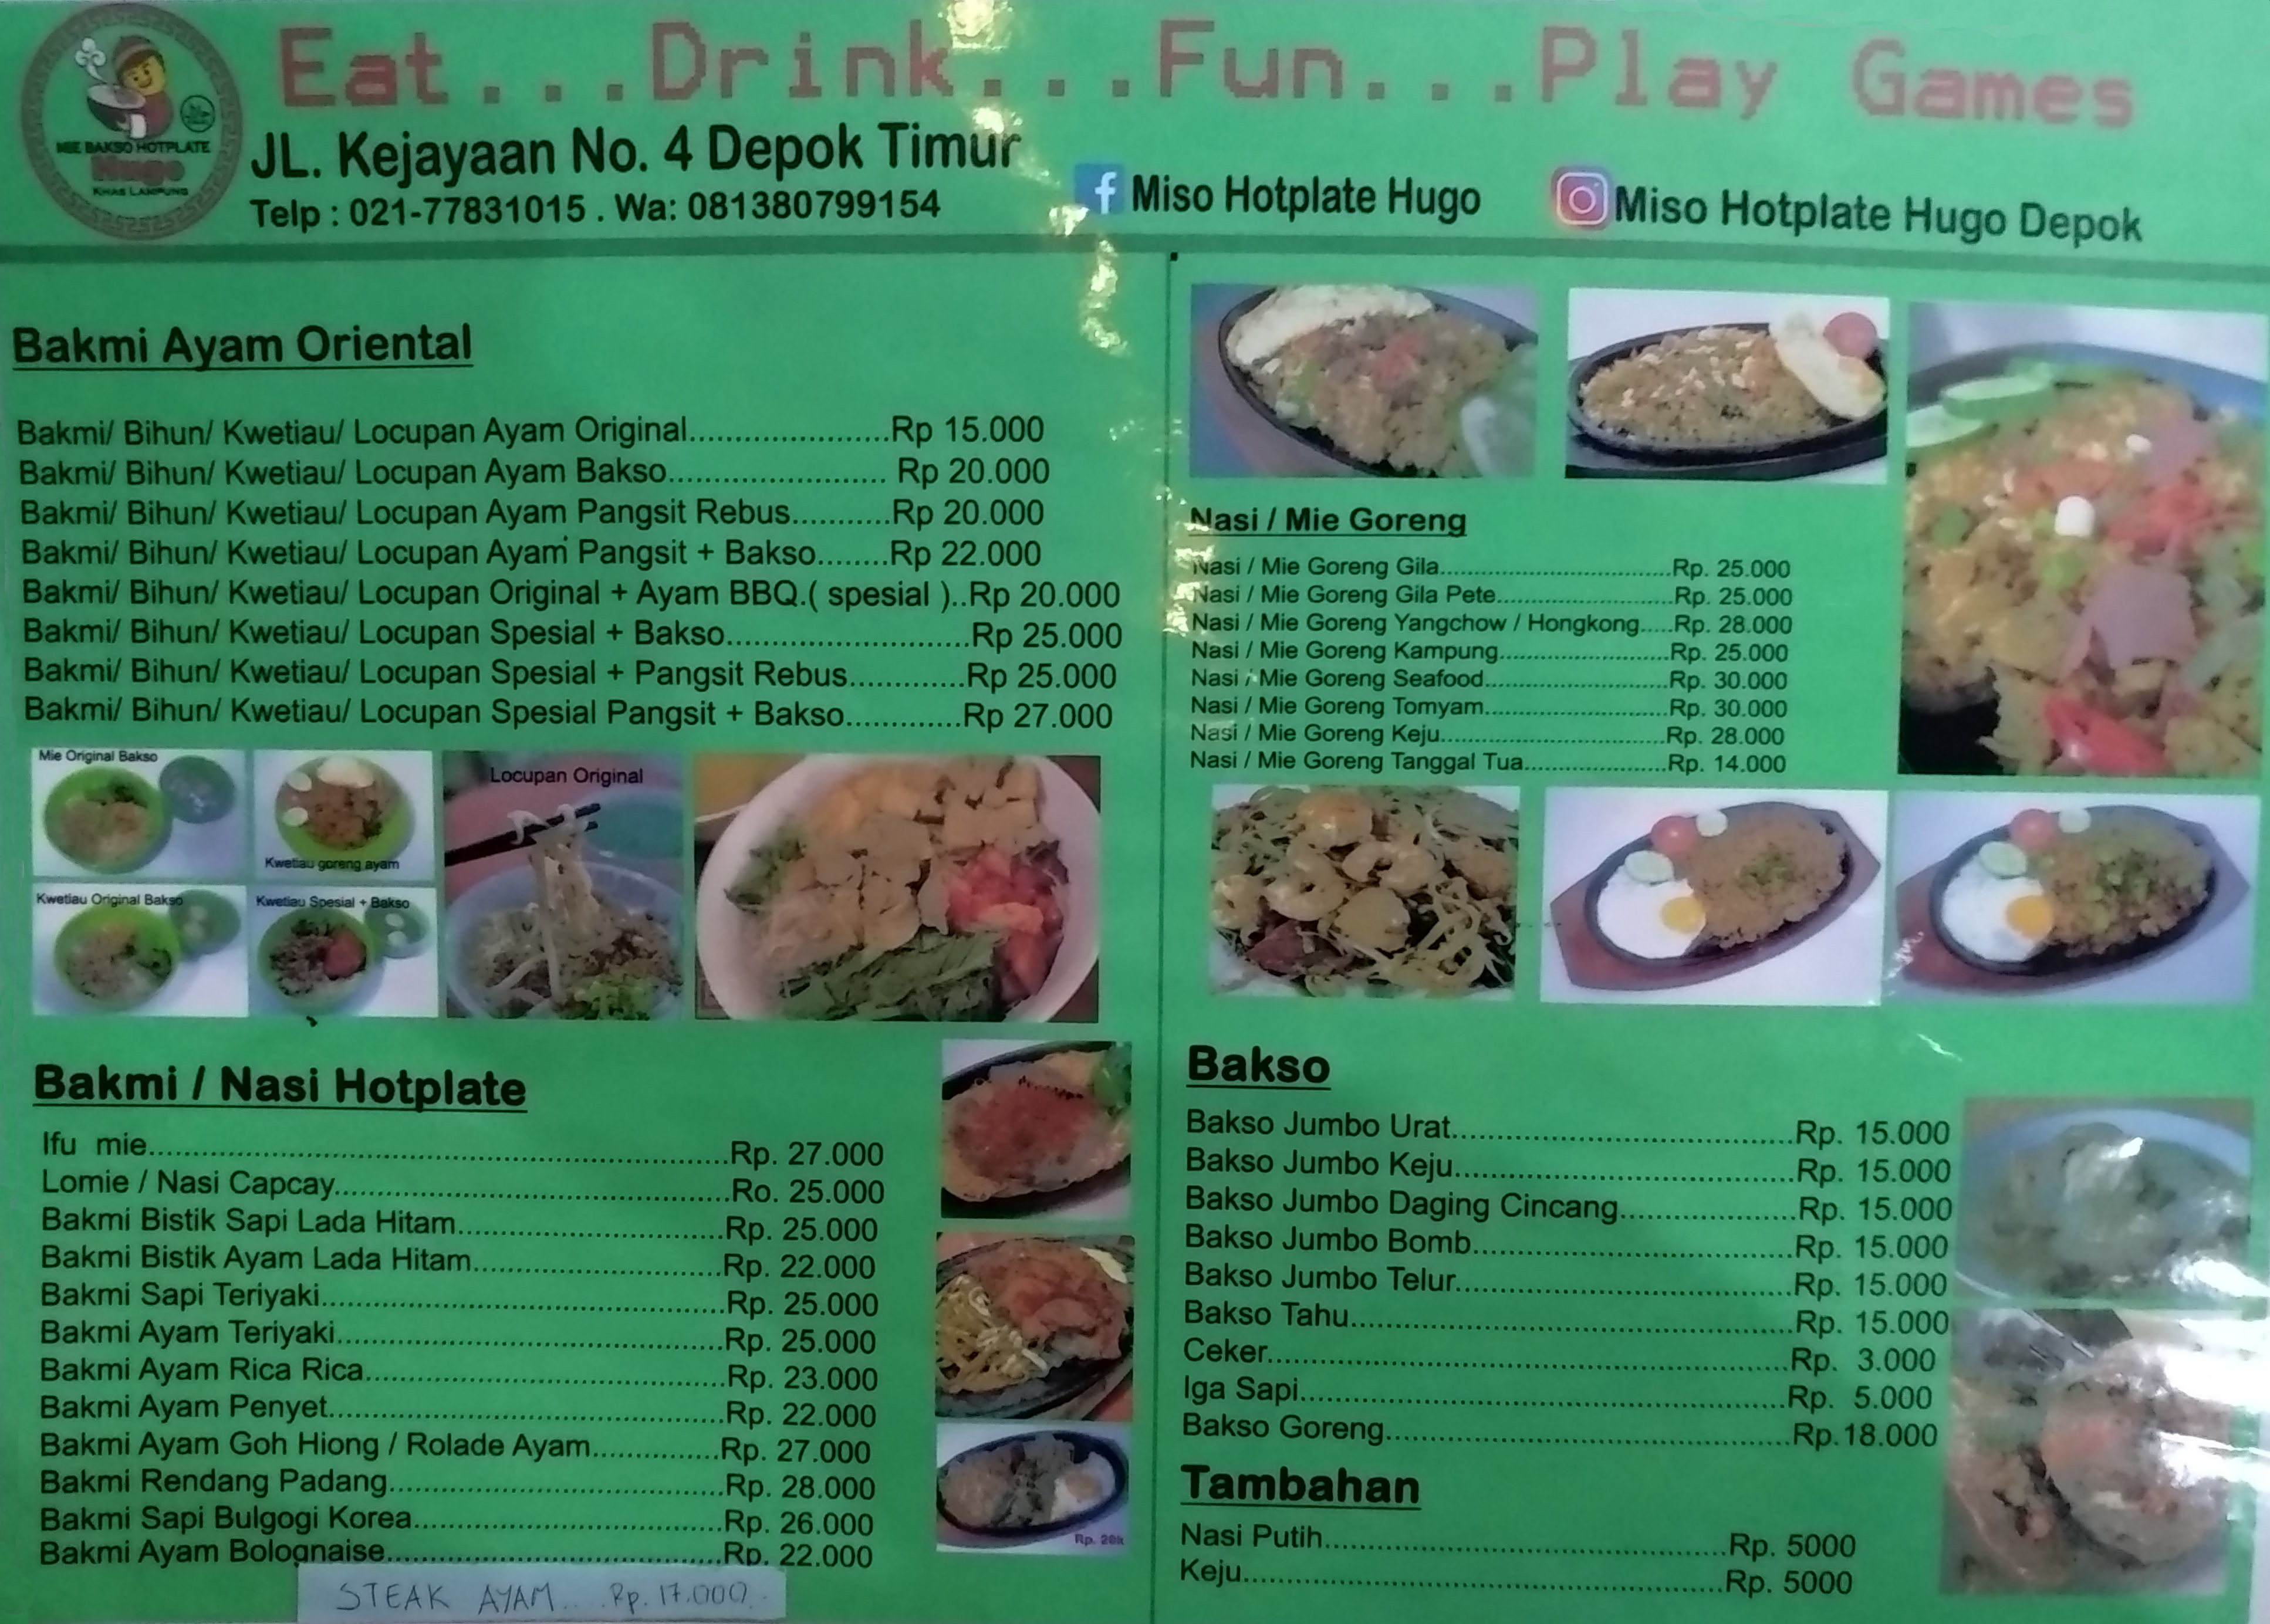 Eat...Drink...Fun...Play Games
MIE BAKSO HOTPLATE
Hugo
KHAS LAMPUNG
JL. Kejayaan No. 4 Depok Timur
Telp : 021-77831015 . Wa: 081380799154
Miso Hotplate Hugo
Miso Hotplate Hugo Depok
Bakmi Ayam Oriental
Bakmi/ Bihun/ Kwetiau/ Locupan Ayam Original......................Rp 15.000
Bakmi/ Bihun/ Kwetiau/ Locupan Ayam Bakso........................ Rp 20.000
Bakmi/ Bihun/ Kwetiau/ Locupan Ayam Pangsit Rebus...........Rp 20.000
Bakmi/ Bihun/ Kwetiau/ Locupan Ayam Pangsit + Bakso........Rp 22.000
Bakmi/ Bihun/ Kwetiau/ Locupan Original + Ayam BBQ.( spesial )..Rp 20.000
Bakmi/ Bihun/ Kwetiau/ Locupan Spesial + Bakso...........................Rp 25.000
Bakmi/ Bihun/ Kwetiau/ Locupan Spesial + Pangsit Rebus.............Rp 25.000
Bakmi/ Bihun/ Kwetiau/ Locupan Spesial Pangsit + Bakso.............Rp 27.000
Mie Original Bakso
Kwetiau goreng ayam
Kwetiau Original Bakso
Kwetiau Spesial + Bakso
Locupan Original
Bakmi / Nasi Hotplate
Ifu mie................................................................Rp. 27.000
Lomie / Nasi Capcay............................................Ro. 25.000
Bakmi Bistik Sapi Lada Hitam..............................Rp. 25.000
Bakmi Bistik Ayam Lada Hitam............................Rp. 22.000
Bakmi Sapi Teriyaki.............................................Rp. 25.000
Bakmi Ayam Teriyaki...........................................Rp. 25.000
Bakmi Ayam Rica Rica........................................Rp. 23.000
Bakmi Ayam Penyet............................................Rp. 22.000
Bakmi Ayam Goh Hiong / Rolade Ayam..............Rp. 27.000
Bakmi Rendang Padang.....................................Rp. 28.000
Bakmi Sapi Bulgogi Korea..................................Rp. 26.000
Bakmi Ayam Bolognaise.....................................Rp. 22.000
STEAK AYAM... .Rp. 17.000.
Rp. 28k
Nasi / Mie Goreng
Nasi / Mie Goreng Gila.....................................Rp. 25.000
Nasi / Mie Goreng Gila Pete............................Rp. 25.000
Nasi / Mie Goreng Yangchow / Hongkong.....Rp. 28.000
Nasi / Mie Goreng Kampung...........................Rp. 25.000
Nasi / Mie Goreng Seafood.............................Rp. 30.000
Nasi / Mie Goreng Tomyam.............................Rp. 30.000
Nasi / Mie Goreng Keju...................................Rp. 28.000
Nasi / Mie Goreng Tanggal Tua......................Rp. 14.000
Bakso
Bakso Jumbo Urat......................................Rp. 15.000
Bakso Jumbo Keju......................................Rp. 15.000
Bakso Jumbo Daging Cincang...................Rp. 15.000
Bakso Jumbo Bomb...................................Rp. 15.000
Bakso Jumbo Telur.....................................Rp. 15.000
Bakso Tahu.................................................Rp. 15.000
Ceker..........................................................Rp. 3.000
Iga Sapi......................................................Rp. 5.000
Bakso Goreng.............................................Rp.18.000
Tambahan
Nasi Putih.............................................Rp. 5000
Keju......................................................Rp. 5000